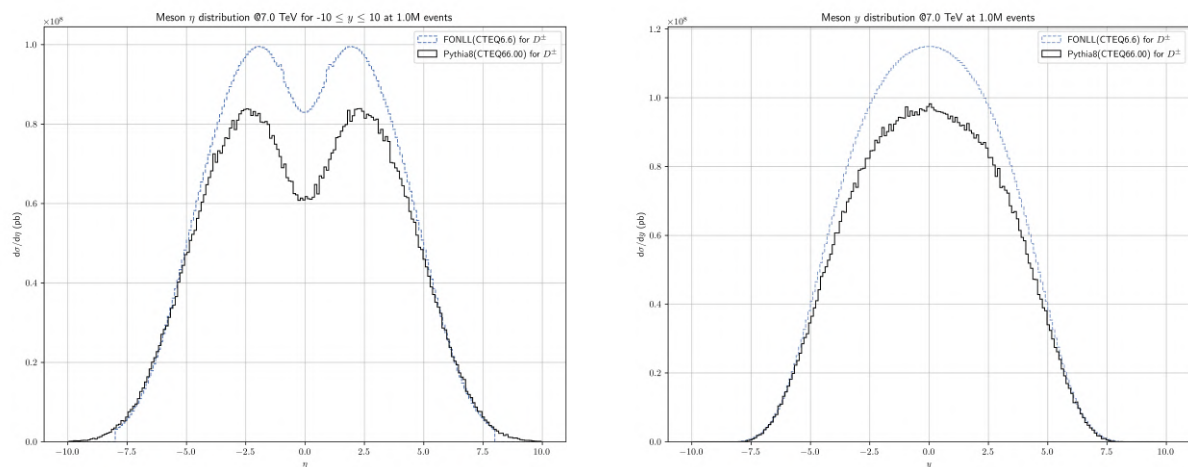 Meson η distribution @7.0 TeV for -10 ≤ y ≤ 10 at 1.0M events
×10⁸
FONLL(CTEQ6.6) for D±
Pythia8(CTEQ66.00) for D±
1.0
0.8
0.6
0.4
0.2
0.0
dσ/dη (pb)
−10.0 −7.5 −5.0 −2.5 0.0 2.5 5.0 7.5 10.0
η
Meson y distribution @7.0 TeV at 1.0M events
×10⁸
FONLL(CTEQ6.6) for D±
Pythia8(CTEQ66.00) for D±
1.2
1.0
0.8
0.6
0.4
0.2
0.0
dσ/dy (pb)
−10.0 −7.5 −5.0 −2.5 0.0 2.5 5.0 7.5 10.0
y